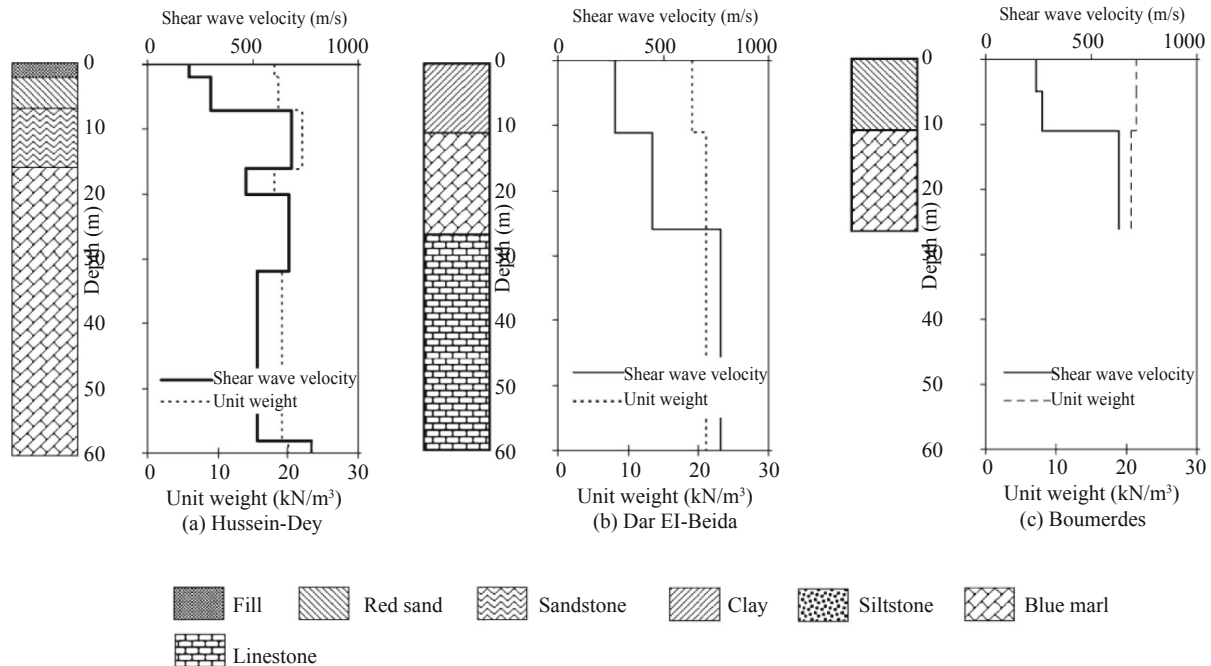 Shear wave velocity (m/s)
0 500 1000
0
10
20
30
40
50
60
Depth (m)
Shear wave velocity
Unit weight
0 10 20 30
Unit weight (kN/m³)
(a) Hussein-Dey
Shear wave velocity (m/s)
0 500 1000
0
10
20
30
40
50
60
Depth (m)
Shear wave velocity
Unit weight
0 10 20 30
Unit weight (kN/m³)
(b) Dar EI-Beida
Shear wave velocity (m/s)
0 500 1000
0
10
20
30
40
50
60
Depth (m)
Shear wave velocity
Unit weight
0 10 20 30
Unit weight (kN/m³)
(c) Boumerdes
Fill Red sand Sandstone Clay Siltstone Blue marl
Linestone